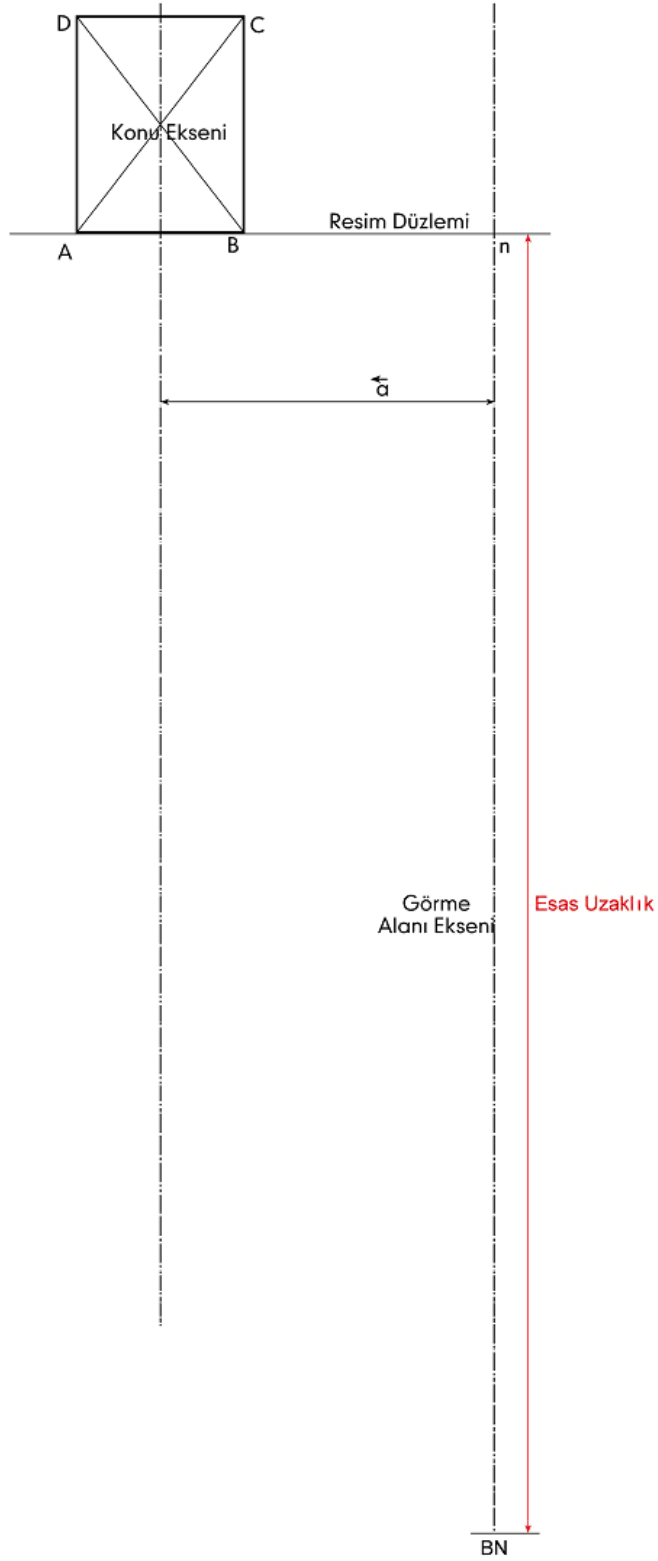 D
C
Konu Ekseni
Resim Düzlemi
A
B
n
a
Görme
Alanı Ekseni
Esas Uzaklık
BN